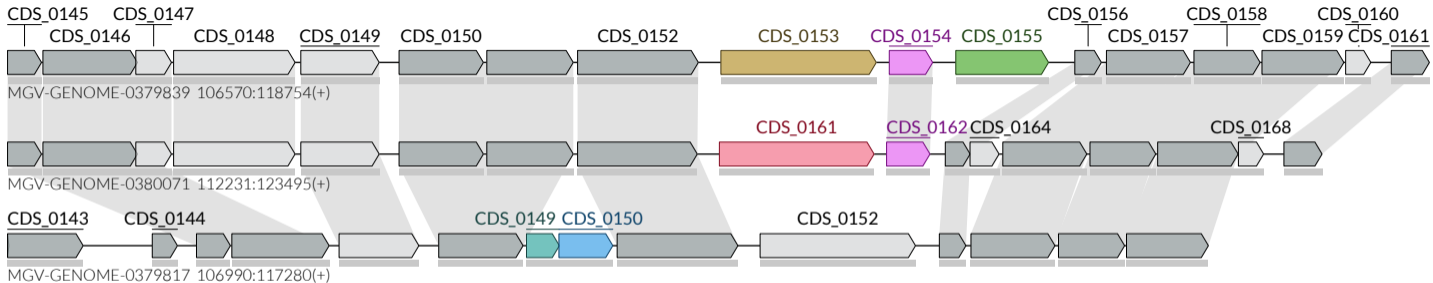 CDS_0145 CDS_0147 CDS_0156 CDS_0158 CDS_0160
CDS_0146 CDS_0148 CDS_0149 CDS_0150 CDS_0152 CDS_0153 CDS_0154 CDS_0155 CDS_0157 CDS_0159 CDS_0161
MGV-GENOME-0379839 106570:118754(+)
CDS_0161 CDS_0162 CDS_0164 CDS_0168
MGV-GENOME-0380071 112231:123495(+)
CDS_0143 CDS_0144 CDS_0149 CDS_0150 CDS_0152
MGV-GENOME-0379817 106990:117280(+)